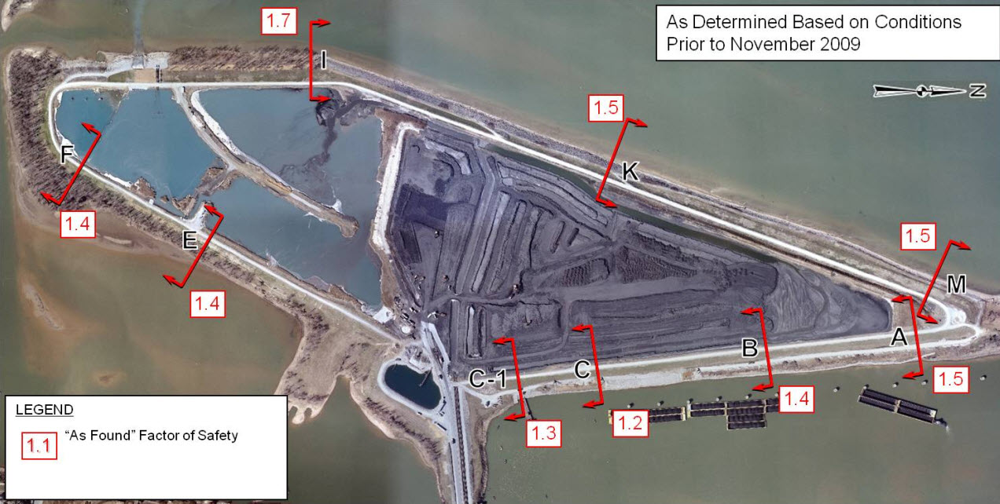 As Determined Based on Conditions
Prior to November 2009
1.7
I
N
1.5
K
F
1.4
E
1.4
1.5
M
A
1.5
B
1.4
C
1.2
C-1
1.3
LEGEND
1.1 "As Found" Factor of Safety